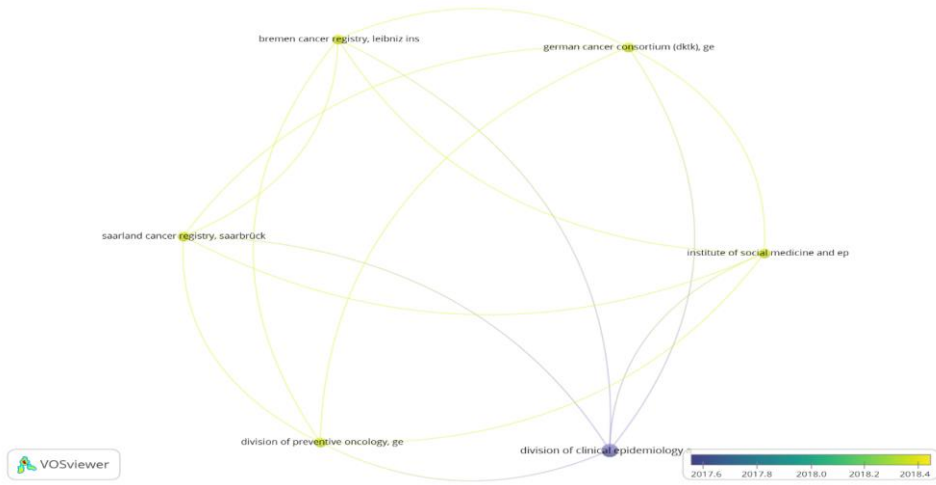 bremen cancer registry, leibniz ins
german cancer consortium (dktk), ge
saarland cancer registry, saarbrück
institute of social medicine and ep
division of preventive oncology, ge
division of clinical epidemiology
VOSviewer
2017.6 2017.8 2018.0 2018.2 2018.4